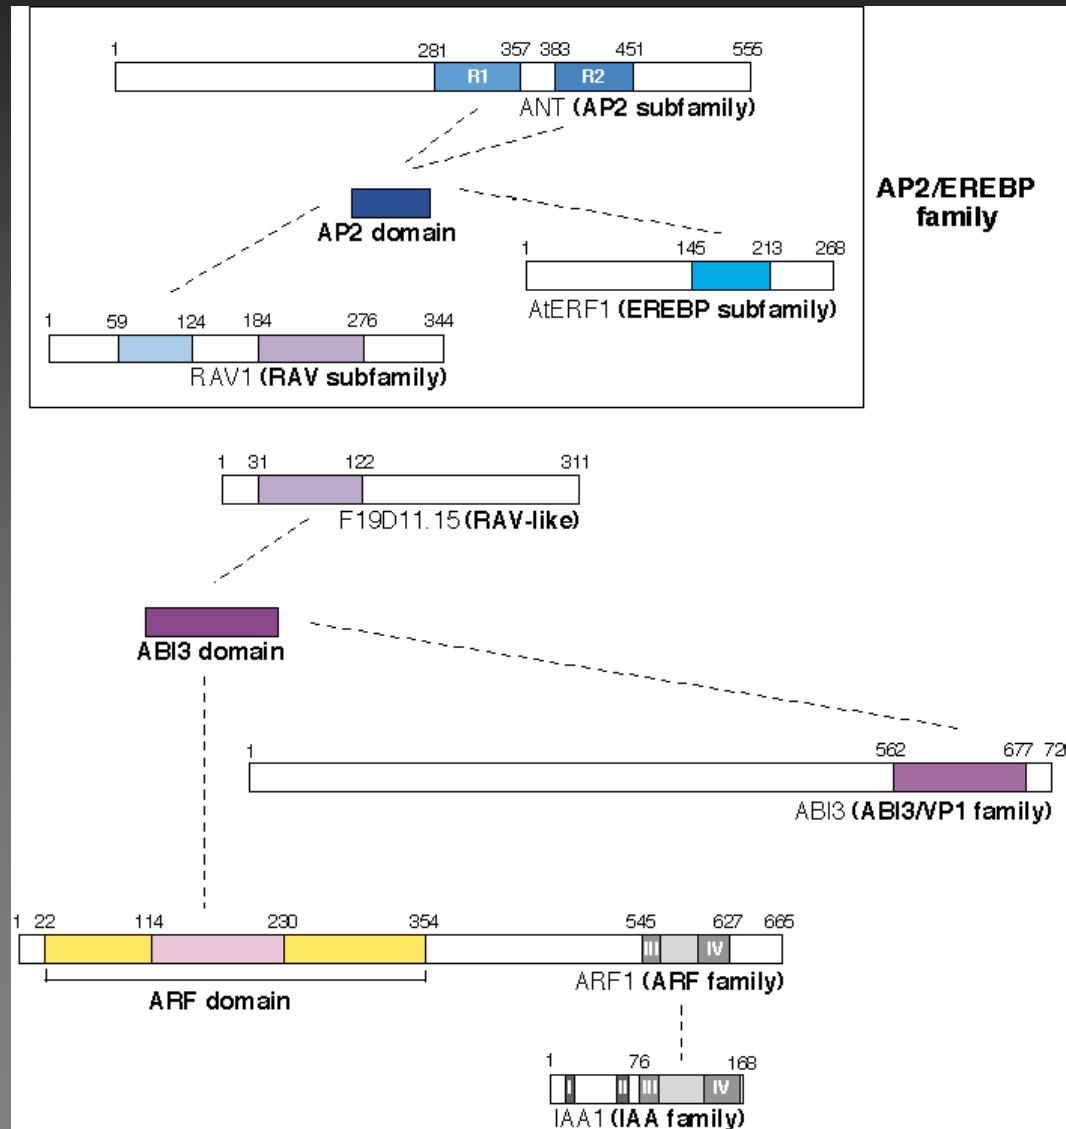 1 281 357 383 451 555
R1 R2
ANT (AP2 subfamily)
AP2/EREBP
family
AP2 domain
1 145 213 268
AtERF1 (EREBP subfamily)
1 59 124 184 276 344
RAV1 (RAV subfamily)
1 31 122 311
F19D11.15 (RAV-like)
ABI3 domain
1 562 677
ABI3 (ABI3/VP1 family)
1 22 114 230 354 545 627 665
III IV
ARF1 (ARF family)
ARF domain
1 76 168
I II III IV
IAA1 (IAA family)